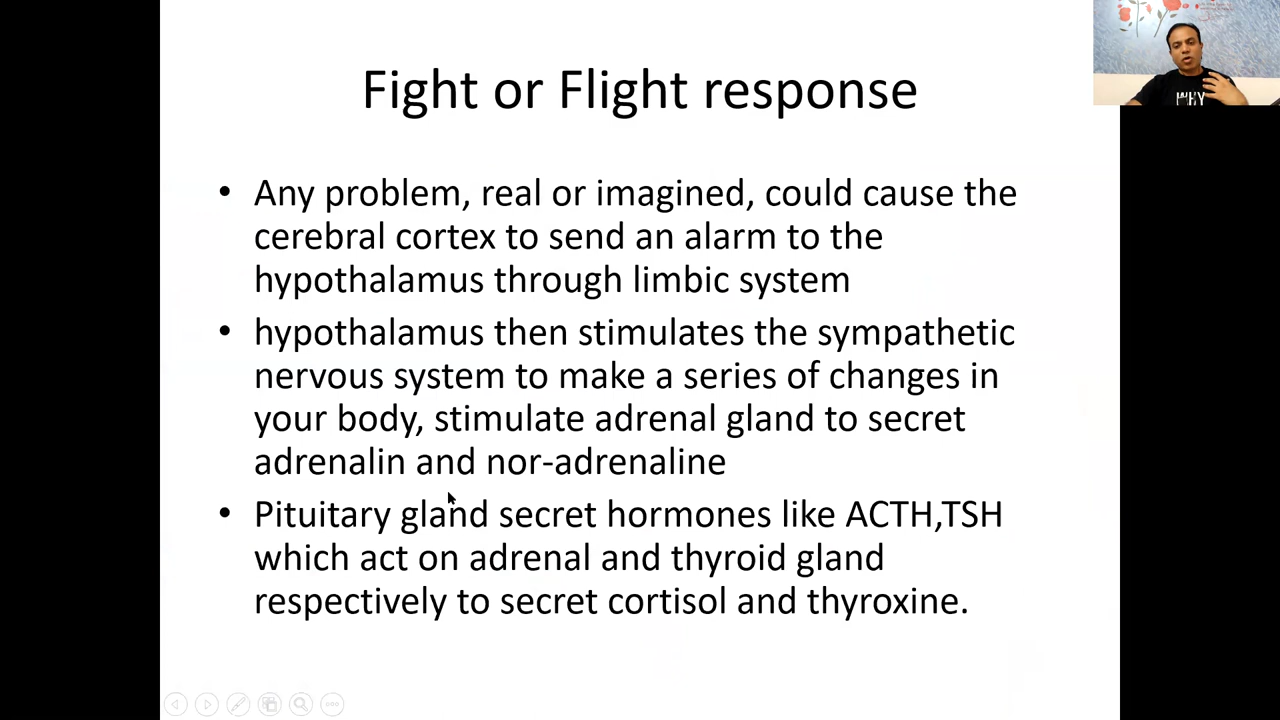 Fight or Flight response
• Any problem, real or imagined, could cause the
cerebral cortex to send an alarm to the
hypothalamus through limbic system
• hypothalamus then stimulates the sympathetic
nervous system to make a series of changes in
your body, stimulate adrenal gland to secret
adrenalin and nor-adrenaline
• Pituitary gland secret hormones like ACTH,TSH
which act on adrenal and thyroid gland
respectively to secret cortisol and thyroxine.
WHY